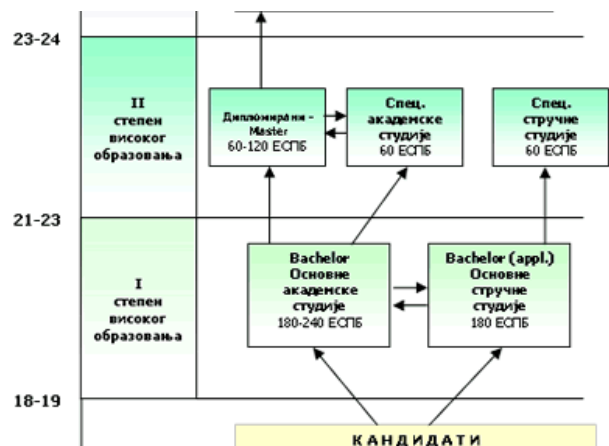 23-24
II
степен
високог
образовања
Дипломирани -
Master
60-120 ЕСПБ
Спец.
академске
студије
60 ЕСПБ
Спец.
стручне
студије
60 ЕСПБ
21-23
I
степен
високог
образовања
Bachelor
Основне
академске
студије
180-240 ЕСПБ
Bachelor (appl.)
Основне
стручне
студије
180 ЕСПБ
18-19
КАНДИДАТИ